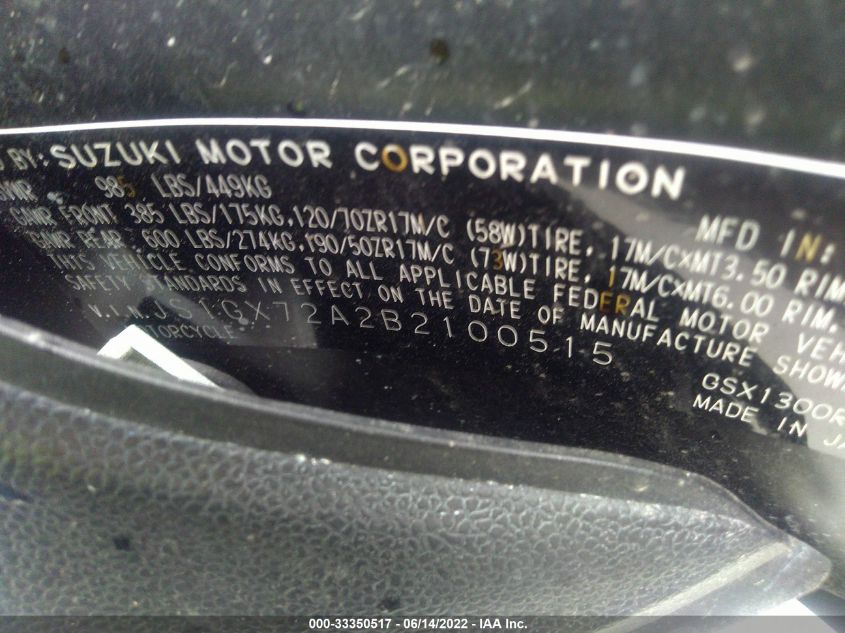 BY: SUZUKI MOTOR CORPORATION
985 LBS/449KG
MFD IN:
GAWR FRONT 385 LBS/175KG, 120/70ZR17M/C (58W)TIRE, 17M/C×MT3.50 RIM
GAWR REAR 600 LBS/274KG, 190/50ZR17M/C (73W)TIRE, 17M/C×MT6.00 RIM.
THIS VEHICLE CONFORMS TO ALL APPLICABLE FEDERAL MOTOR
SAFETY STANDARDS IN EFFECT ON THE DATE OF MANUFACTURE
V.I.N. JS1GX72A2B2100515
MOTORCYCLE
GSX1300R
MADE IN
000-33350517 - 06/14/2022 - IAA Inc.